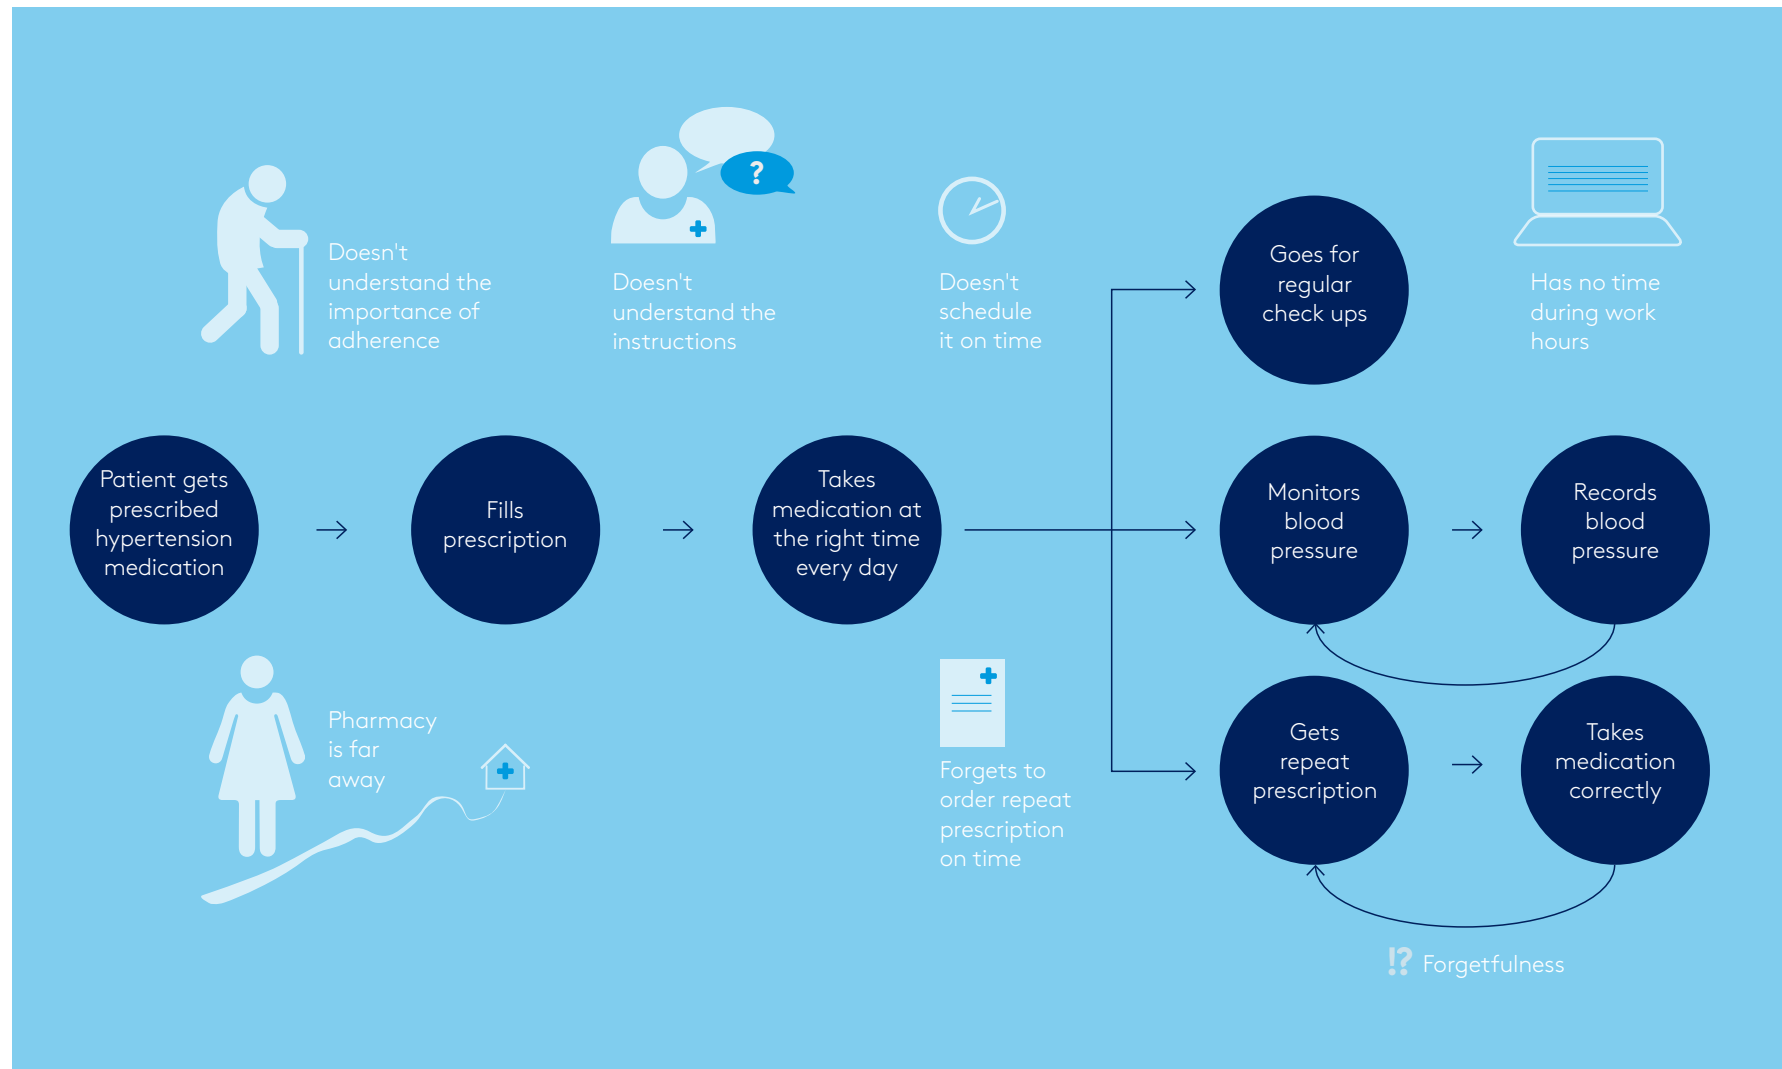 Doesn't
understand the
importance of
adherence
?
Doesn't
understand the
instructions
Doesn't
schedule
it on time
Goes for
regular
check ups
Has no time
during work
hours
Patient gets
prescribed
hypertension
medication
Fills
prescription
Takes
medication at
the right time
every day
Monitors
blood
pressure
Records
blood
pressure
Pharmacy
is far
away
Forgets to
order repeat
prescription
on time
Gets
repeat
prescription
Takes
medication
correctly
!? Forgetfulness